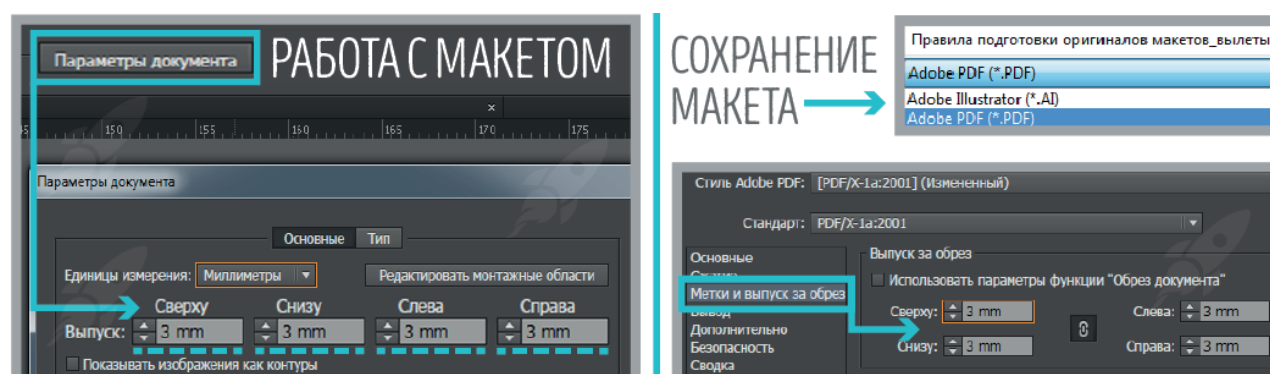 Параметры документа
РАБОТА С МАКЕТОМ
×
150 155 160 165 170 175
Параметры документа
Основные Тип
Единицы измерения: Миллиметры Редактировать монтажные области
Сверху Снизу Слева Справа
Выпуск: 3 mm 3 mm 3 mm 3 mm
Показывать изображения как контуры
СОХРАНЕНИЕ
МАКЕТА
Правила подготовки оригиналов макетов_вылеты
Adobe PDF (*.PDF)
Adobe Illustrator (*.AI)
Adobe PDF (*.PDF)
Стиль Adobe PDF: [PDF/X-1a:2001] (Измененный)
Стандарт: PDF/X-1a:2001
Основные
Метки и выпуск за обрез
Вывод
Дополнительно
Безопасность
Сводка
Выпуск за обрез
Использовать параметры функции "Обрез документа"
Сверху: 3 mm Слева: 3 mm
Снизу: 3 mm Справа: 3 mm